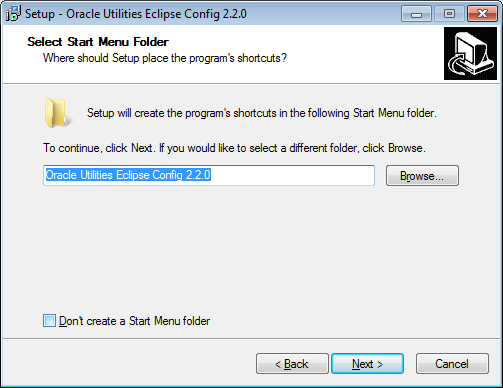 Setup - Oracle Utilities Eclipse Config 2.2.0
Select Start Menu Folder
Where should Setup place the program's shortcuts?
Setup will create the program's shortcuts in the following Start Menu folder.
To continue, click Next. If you would like to select a different folder, click Browse.
Oracle Utilities Eclipse Config 2.2.0
Browse...
Don't create a Start Menu folder
< Back
Next >
Cancel